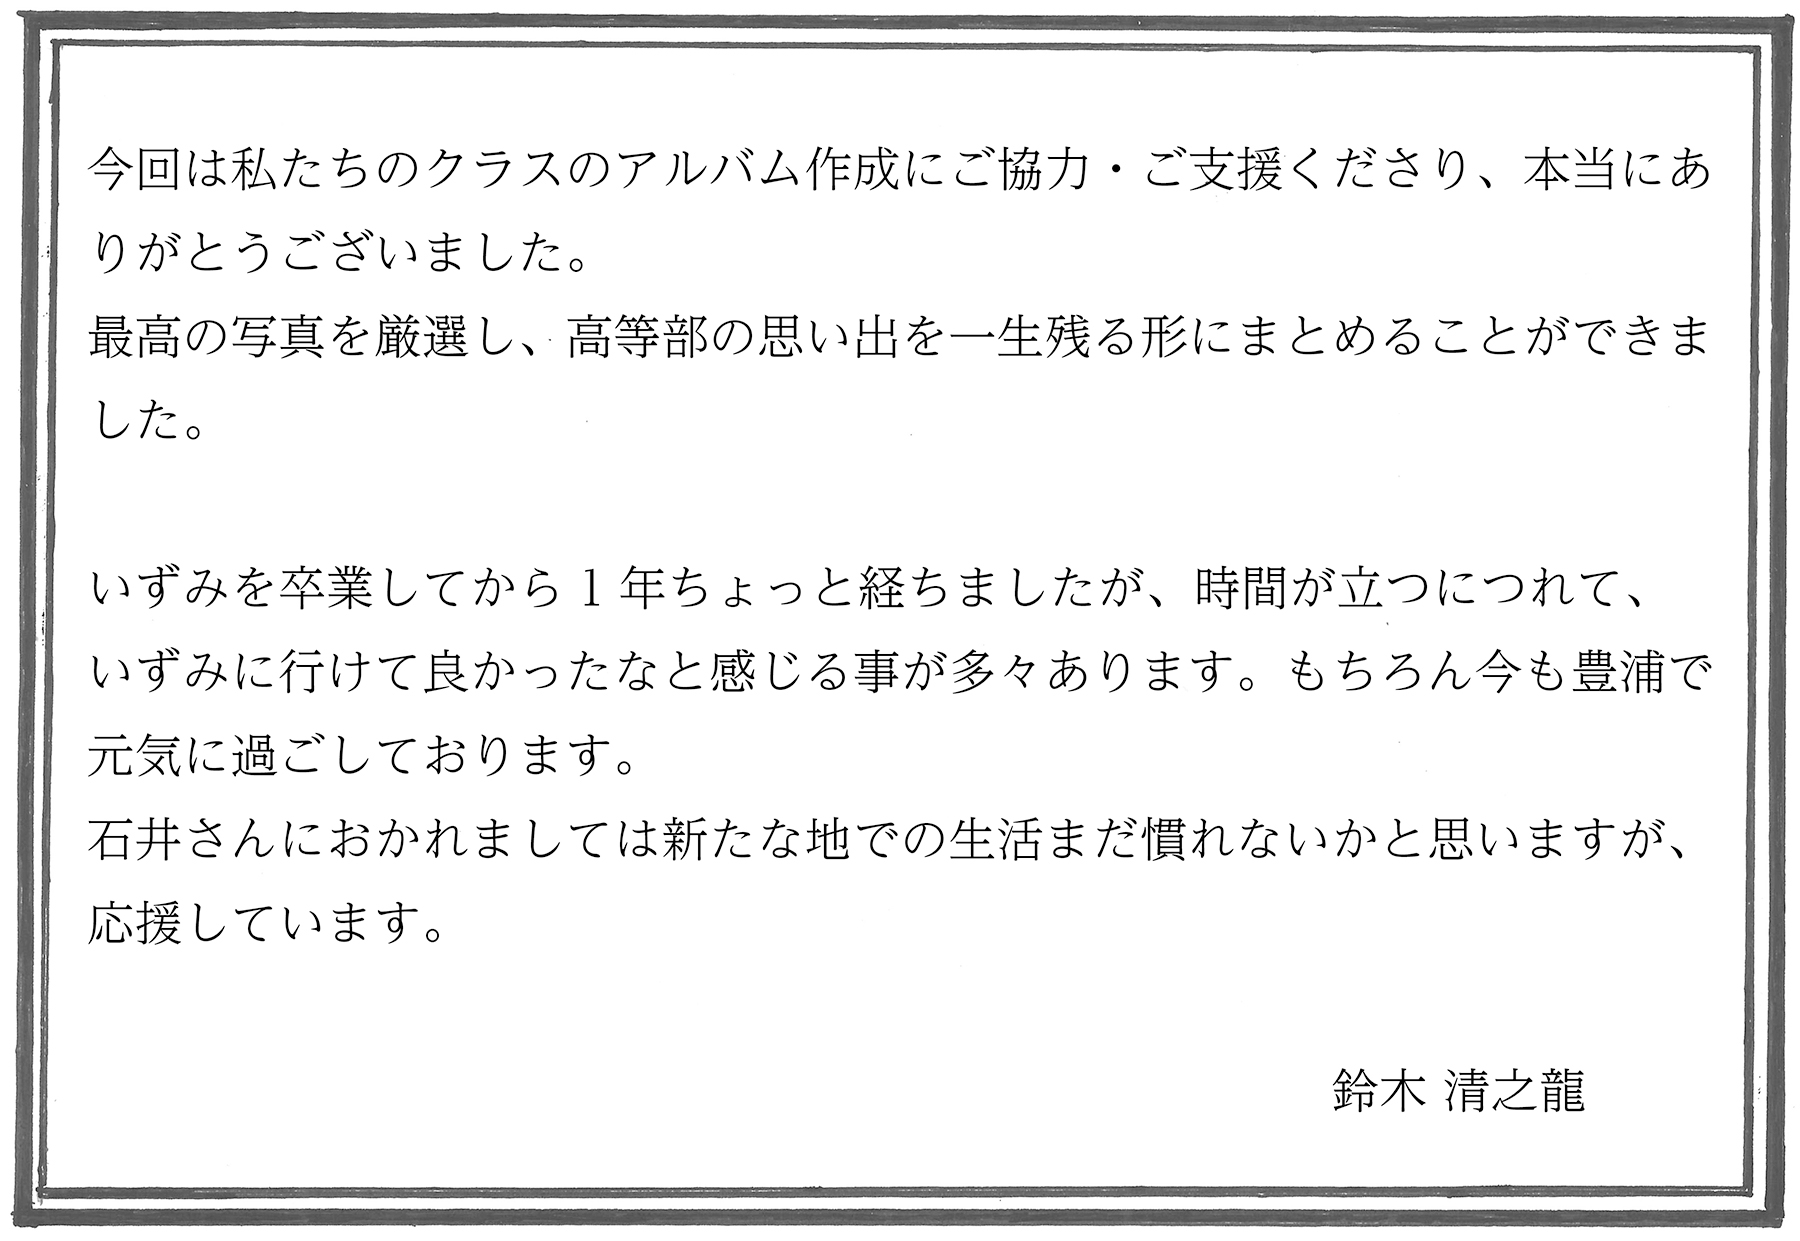 今回は私たちのクラスのアルバム作成にご協力・ご支援くださり、本当にあ
りがとうございました。
最高の写真を厳選し、高等部の思い出を一生残る形にまとめることができま
した。
いずみを卒業してから 1 年ちょっと経ちましたが、時間が立つにつれて、
いずみに行けて良かったなと感じる事が多々あります。もちろん今も豊浦で
元気に過ごしております。
石井さんにおかれましては新たな地での生活まだ慣れないかと思いますが、
応援しています。
鈴木 清之龍